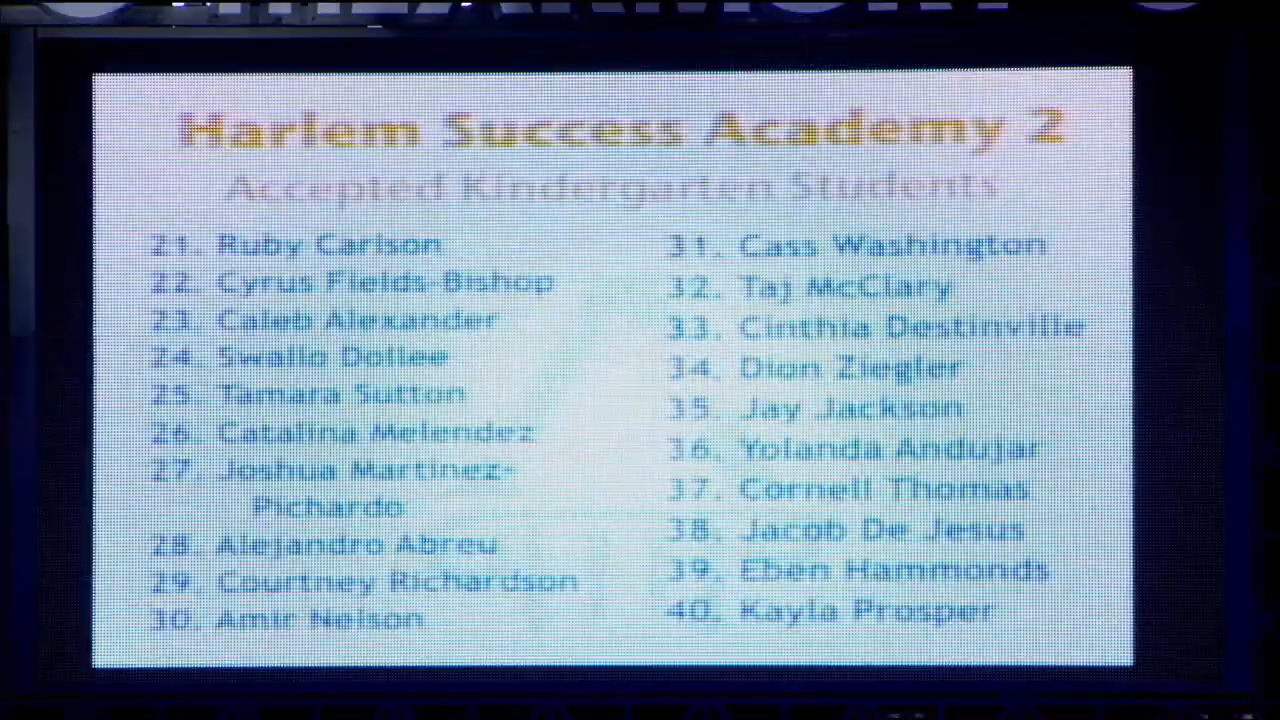 Harlem Success Academy 2
Accepted Kindergarten Students
21. Ruby Carlson
22. Cyrus Fields-Bishop
23. Caleb Alexander
24. Swallo Dollee
25. Tamara Sutton
26. Catalina Melendez
27. Joshua Martinez-
Pichardo
28. Alejandro Abreu
29. Courtney Richardson
30. Amir Nelson
31. Cass Washington
32. Taj McClary
33. Cinthia Destinville
34. Dion Ziegler
35. Jay Jackson
36. Yolanda Andujar
37. Cornell Thomas
38. Jacob De Jesus
39. Eben Hammonds
40. Kayla Prosper